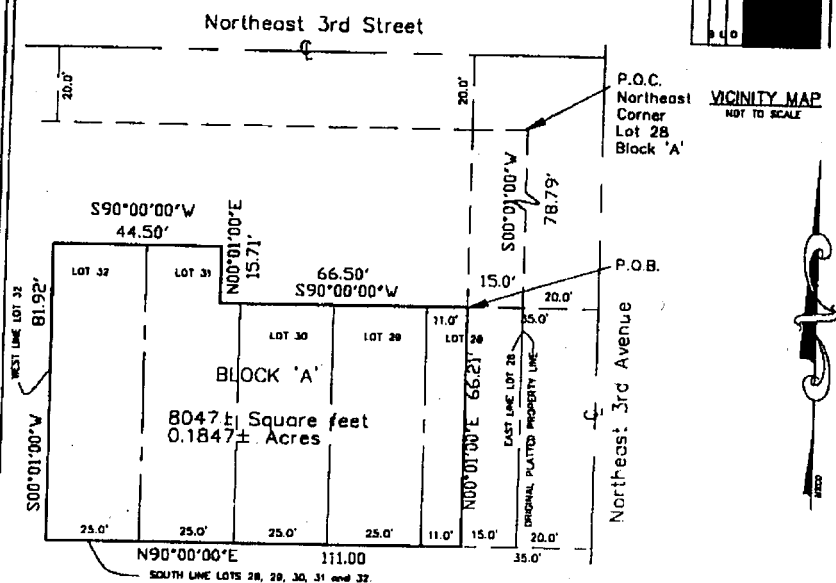 Northeast 3rd Street
B L O
20.0'
20.0'
P.O.C.
Northeast
Corner
Lot 28
Block 'A'
VICINITY MAP
NOT TO SCALE
S00°01'00"W
78.79'
S90°00'00"W
44.50'
N00°01'00"E
15.71'
66.50'
S90°00'00"W
15.0'
P.O.B.
20.0'
35.0'
11.0'
LOT 32
LOT 31
LOT 30
LOT 29
LOT 28
WEST LINE LOT 32
81.92'
S00°01'00"W
BLOCK 'A'
8047± Square feet
0.1847± Acres
N00°01'00"E 66.21'
EAST LINE LOT 28
ORIGINAL PLATTED PROPERTY LINE
Northeast 3rd Avenue
25.0'
25.0'
25.0'
25.0'
11.0'
15.0'
20.0'
N90°00'00"E
111.00
35.0'
SOUTH LINE LOTS 28, 29, 30, 31 and 32.